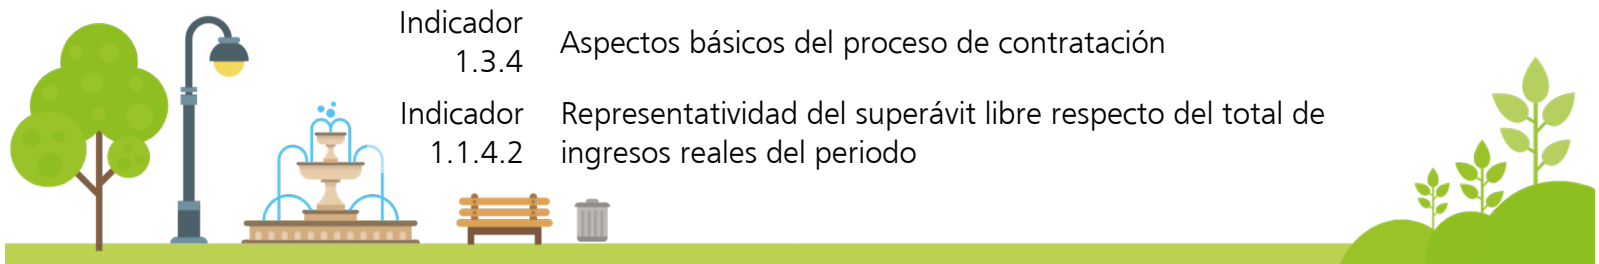 Indicador
1.3.4
Aspectos básicos del proceso de contratación
Indicador
1.1.4.2
Representatividad del superávit libre respecto del total de
ingresos reales del periodo